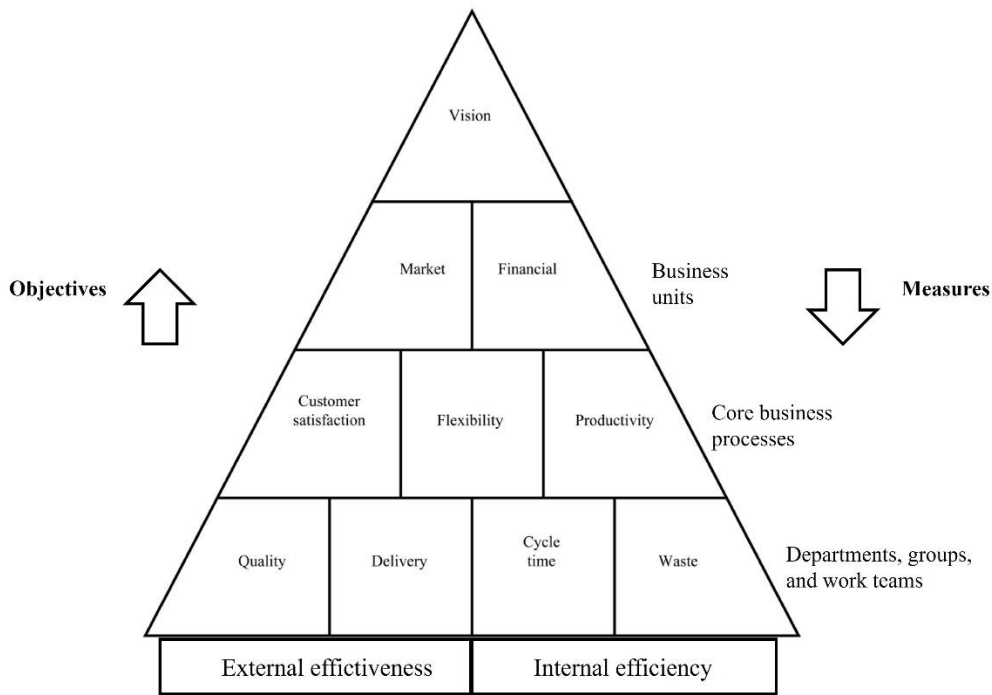 Vision
Market
Financial
Business
units
Objectives
Measures
Customer
satisfaction
Flexibility
Productivity
Core business
processes
Quality
Delivery
Cycle
time
Waste
Departments, groups,
and work teams
External effictiveness
Internal efficiency